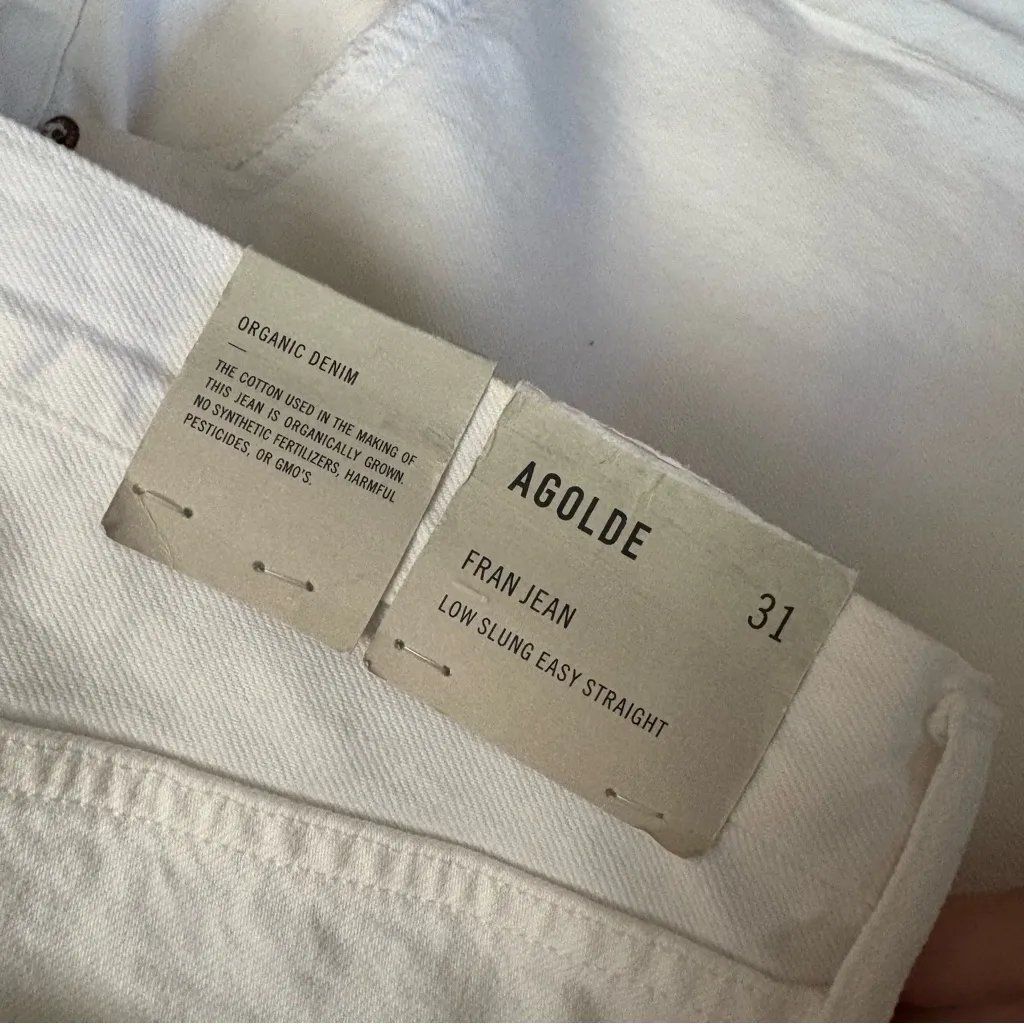 ORGANIC DENIM
THE COTTON USED IN THE MAKING OF
THIS JEAN IS ORGANICALLY GROWN.
NO SYNTHETIC FERTILIZERS, HARMFUL
PESTICIDES, OR GMO'S.
AGOLDE
FRAN JEAN
31
LOW SLUNG EASY STRAIGHT